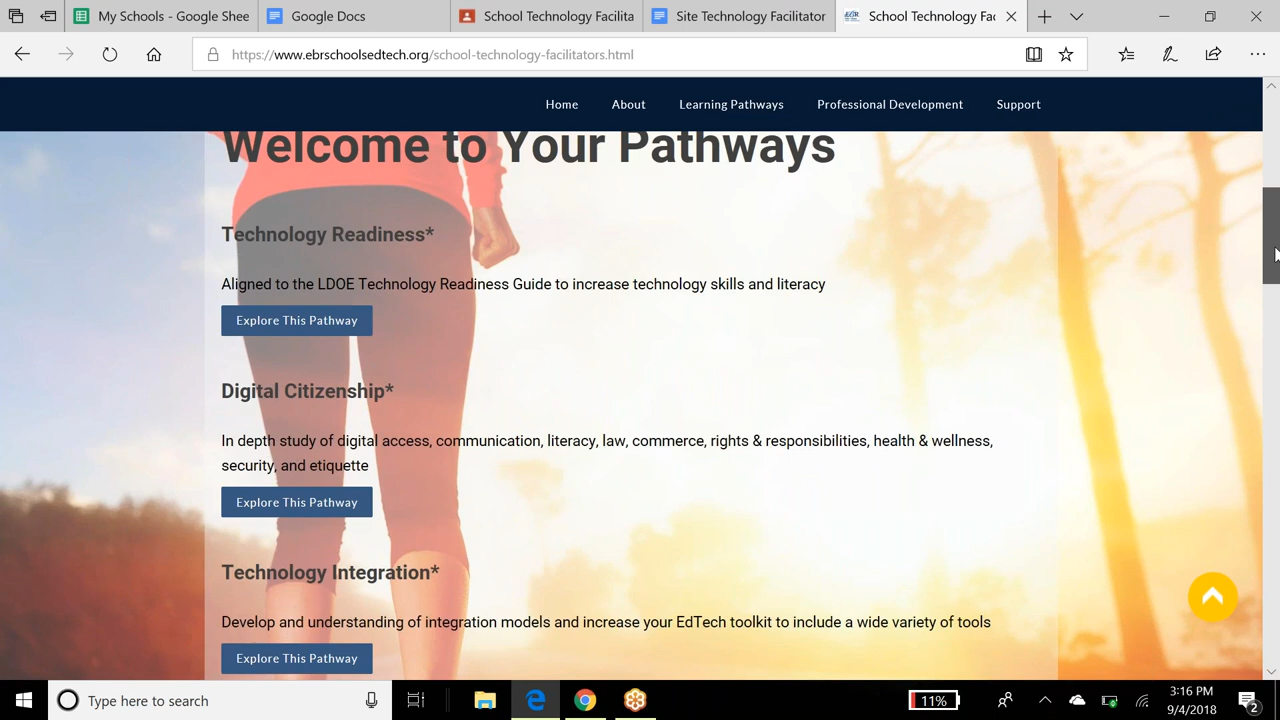 My Schools - Google Shee
Google Docs
School Technology Facilita
Site Technology Facilitator
School Technology Fac
https://www.ebrschoolsedtech.org/school-technology-facilitators.html
Home
About
Learning Pathways
Professional Development
Support
Welcome to Your Pathways
Technology Readiness*
Aligned to the LDOE Technology Readiness Guide to increase technology skills and literacy
Explore This Pathway
Digital Citizenship*
In depth study of digital access, communication, literacy, law, commerce, rights & responsibilities, health & wellness,
security, and etiquette
Explore This Pathway
Technology Integration*
Develop and understanding of integration models and increase your EdTech toolkit to include a wide variety of tools
Explore This Pathway
Type here to search
11%
3:16 PM
9/4/2018
2